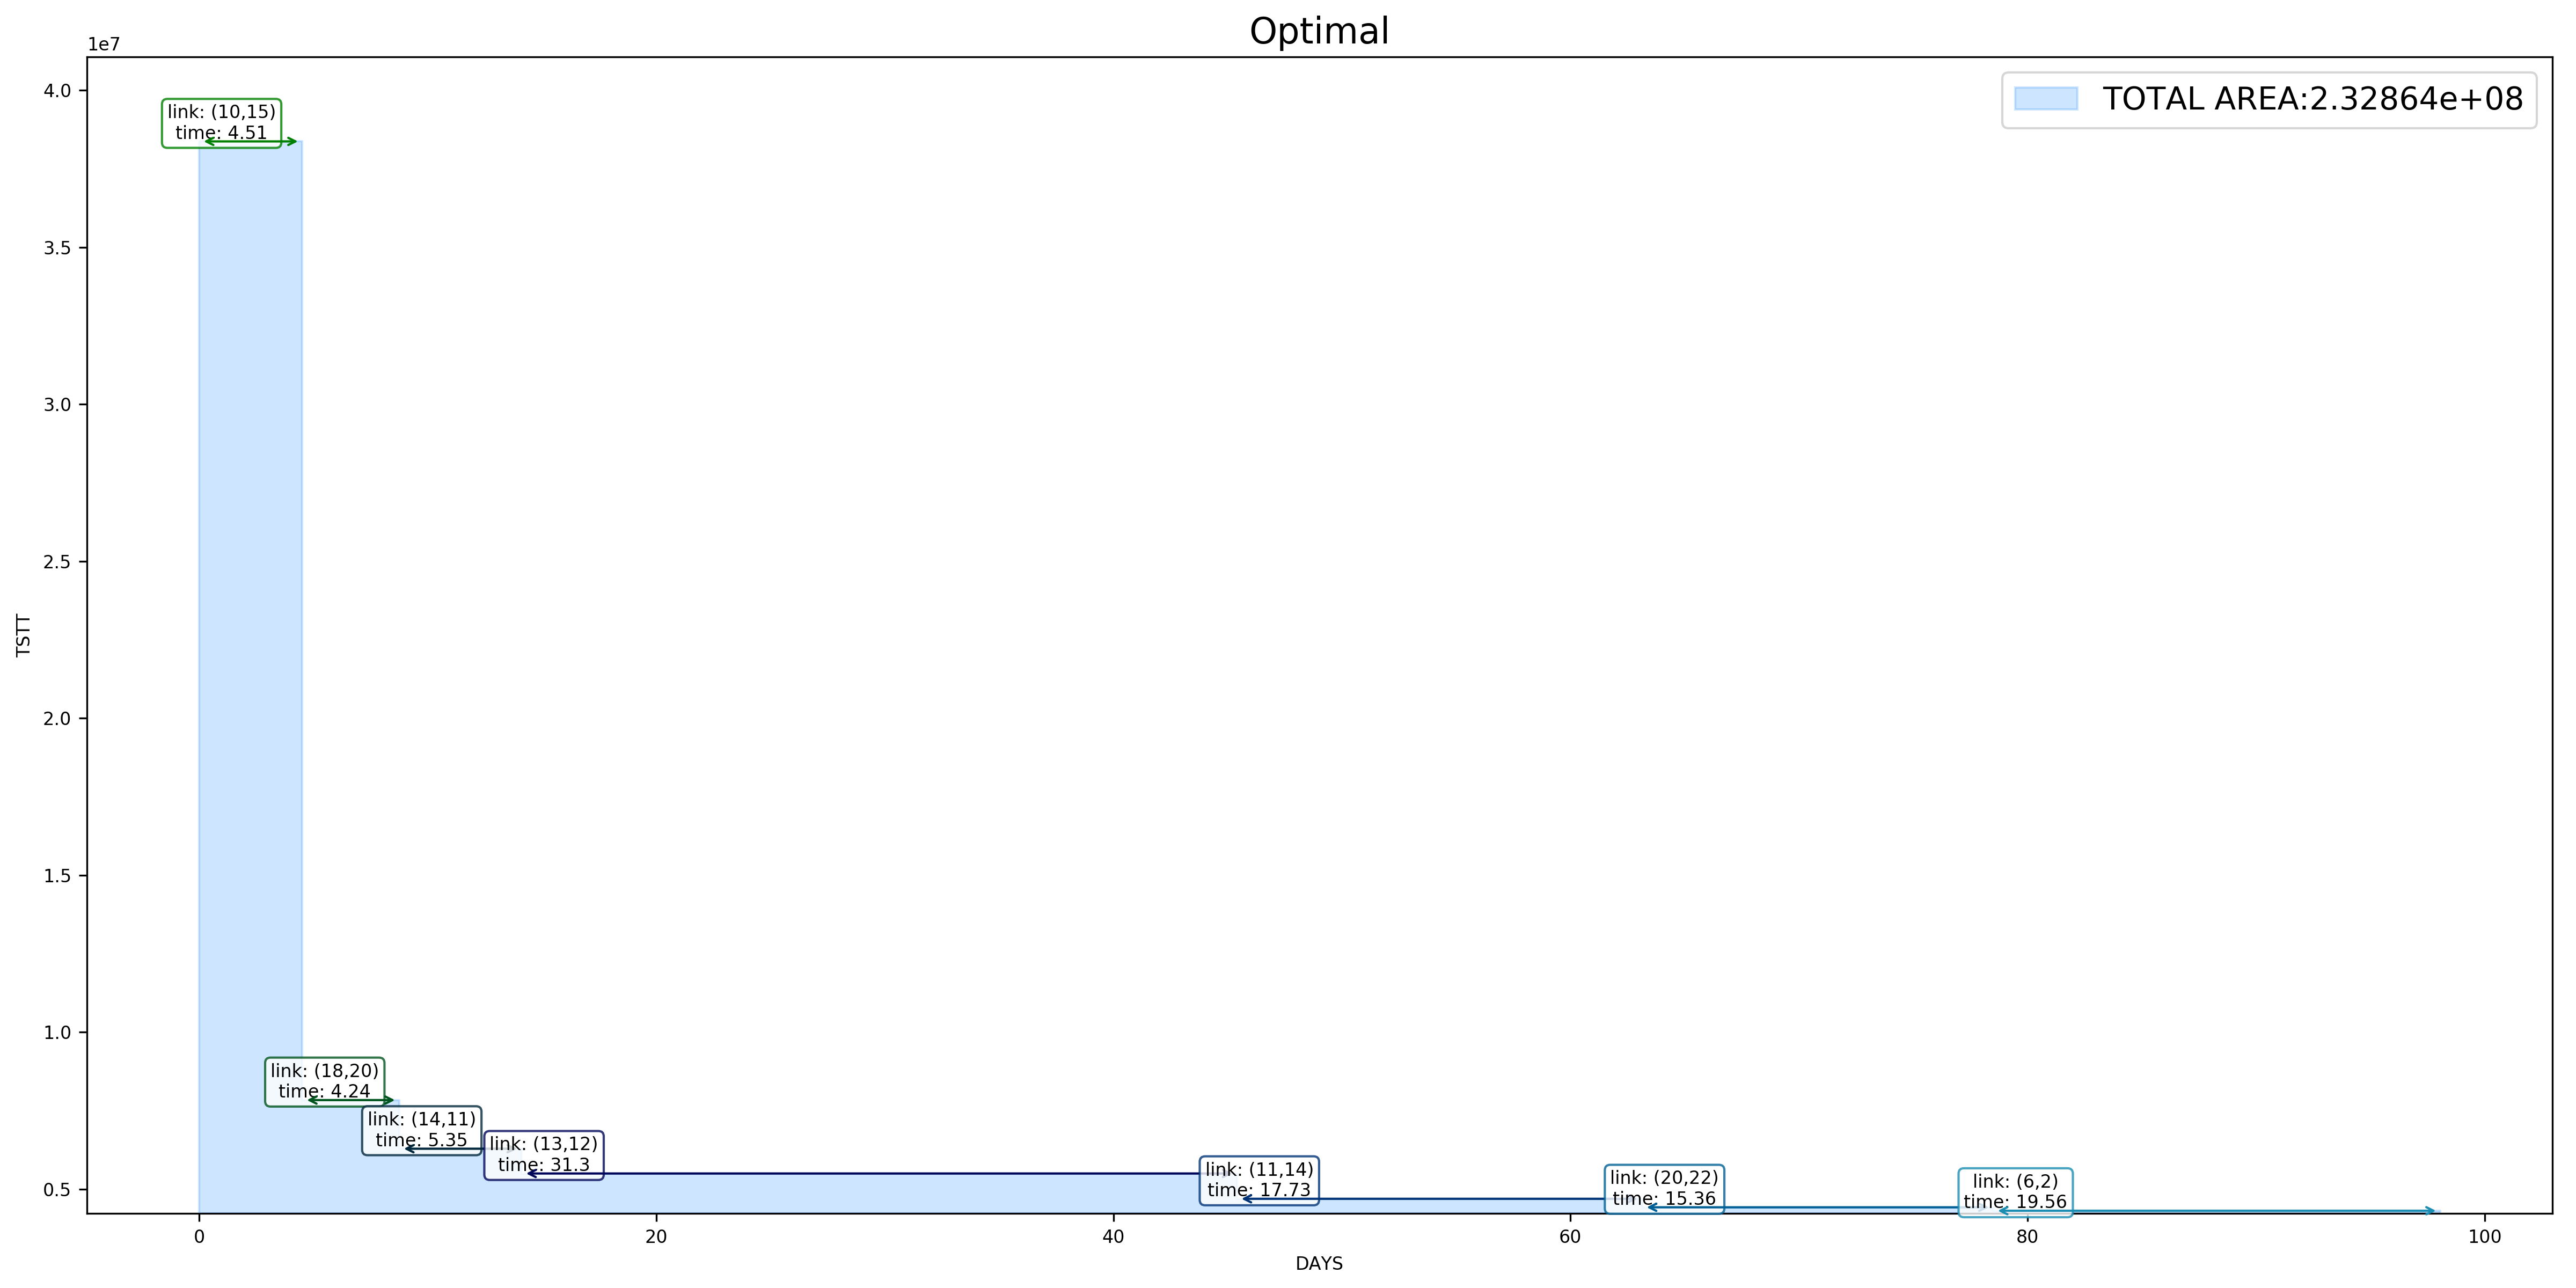 Optimal
1e7
TOTAL AREA:2.32864e+08
4.0
3.5
3.0
2.5
2.0
1.5
1.0
0.5
TSTT
link: (10,15)
time: 4.51
link: (18,20)
time: 4.24
link: (14,11)
time: 5.35
link: (13,12)
time: 31.3
link: (11,14)
time: 17.73
link: (20,22)
time: 15.36
link: (6,2)
time: 19.56
0
20
40
60
80
100
DAYS